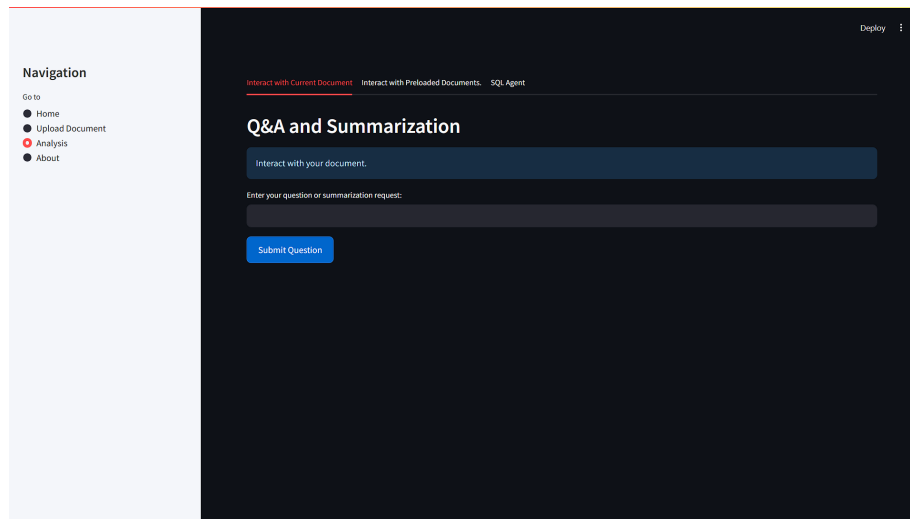 Deploy
Navigation
Go to
Home
Upload Document
Analysis
About
Interact with Current Document Interact with Preloaded Documents. SQL Agent
Q&A and Summarization
Interact with your document.
Enter your question or summarization request:
Submit Question